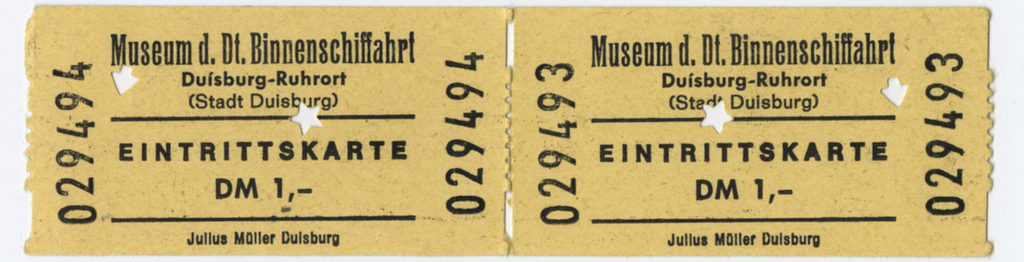 029494
Museum d. Dt. Binnenschiffahrt
Duisburg-Ruhrort
(Stadt Duisburg)
EINTRITTSKARTE
DM 1,–
Julius Müller Duisburg
029494
029493
Museum d. Dt. Binnenschiffahrt
Duisburg-Ruhrort
(Stadt Duisburg)
EINTRITTSKARTE
DM 1,–
Julius Müller Duisburg
029493